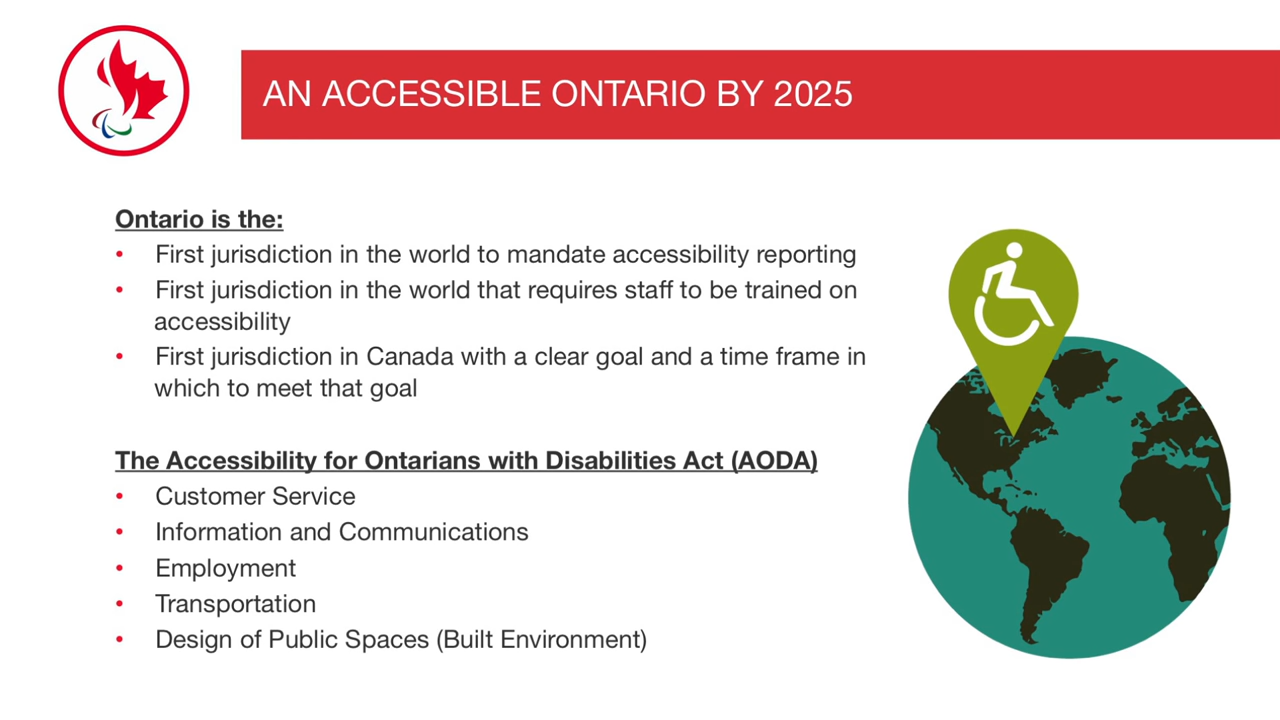 AN ACCESSIBLE ONTARIO BY 2025
Ontario is the:
• First jurisdiction in the world to mandate accessibility reporting
• First jurisdiction in the world that requires staff to be trained on
accessibility
• First jurisdiction in Canada with a clear goal and a time frame in
which to meet that goal
The Accessibility for Ontarians with Disabilities Act (AODA)
• Customer Service
• Information and Communications
• Employment
• Transportation
• Design of Public Spaces (Built Environment)